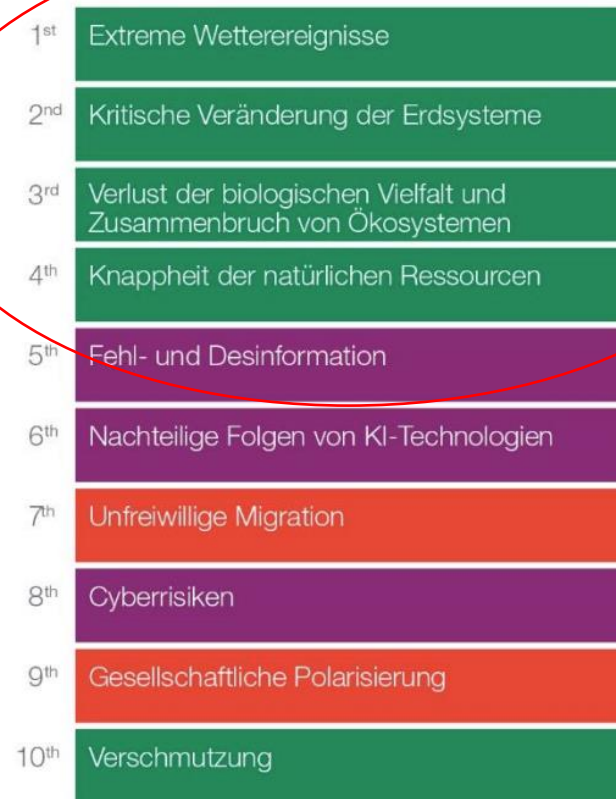 1st Extreme Wetterereignisse
2nd Kritische Veränderung der Erdsysteme
3rd Verlust der biologischen Vielfalt und
Zusammenbruch von Ökosystemen
4th Knappheit der natürlichen Ressourcen
5th Fehl- und Desinformation
6th Nachteilige Folgen von KI-Technologien
7th Unfreiwillige Migration
8th Cyberrisiken
9th Gesellschaftliche Polarisierung
10th Verschmutzung